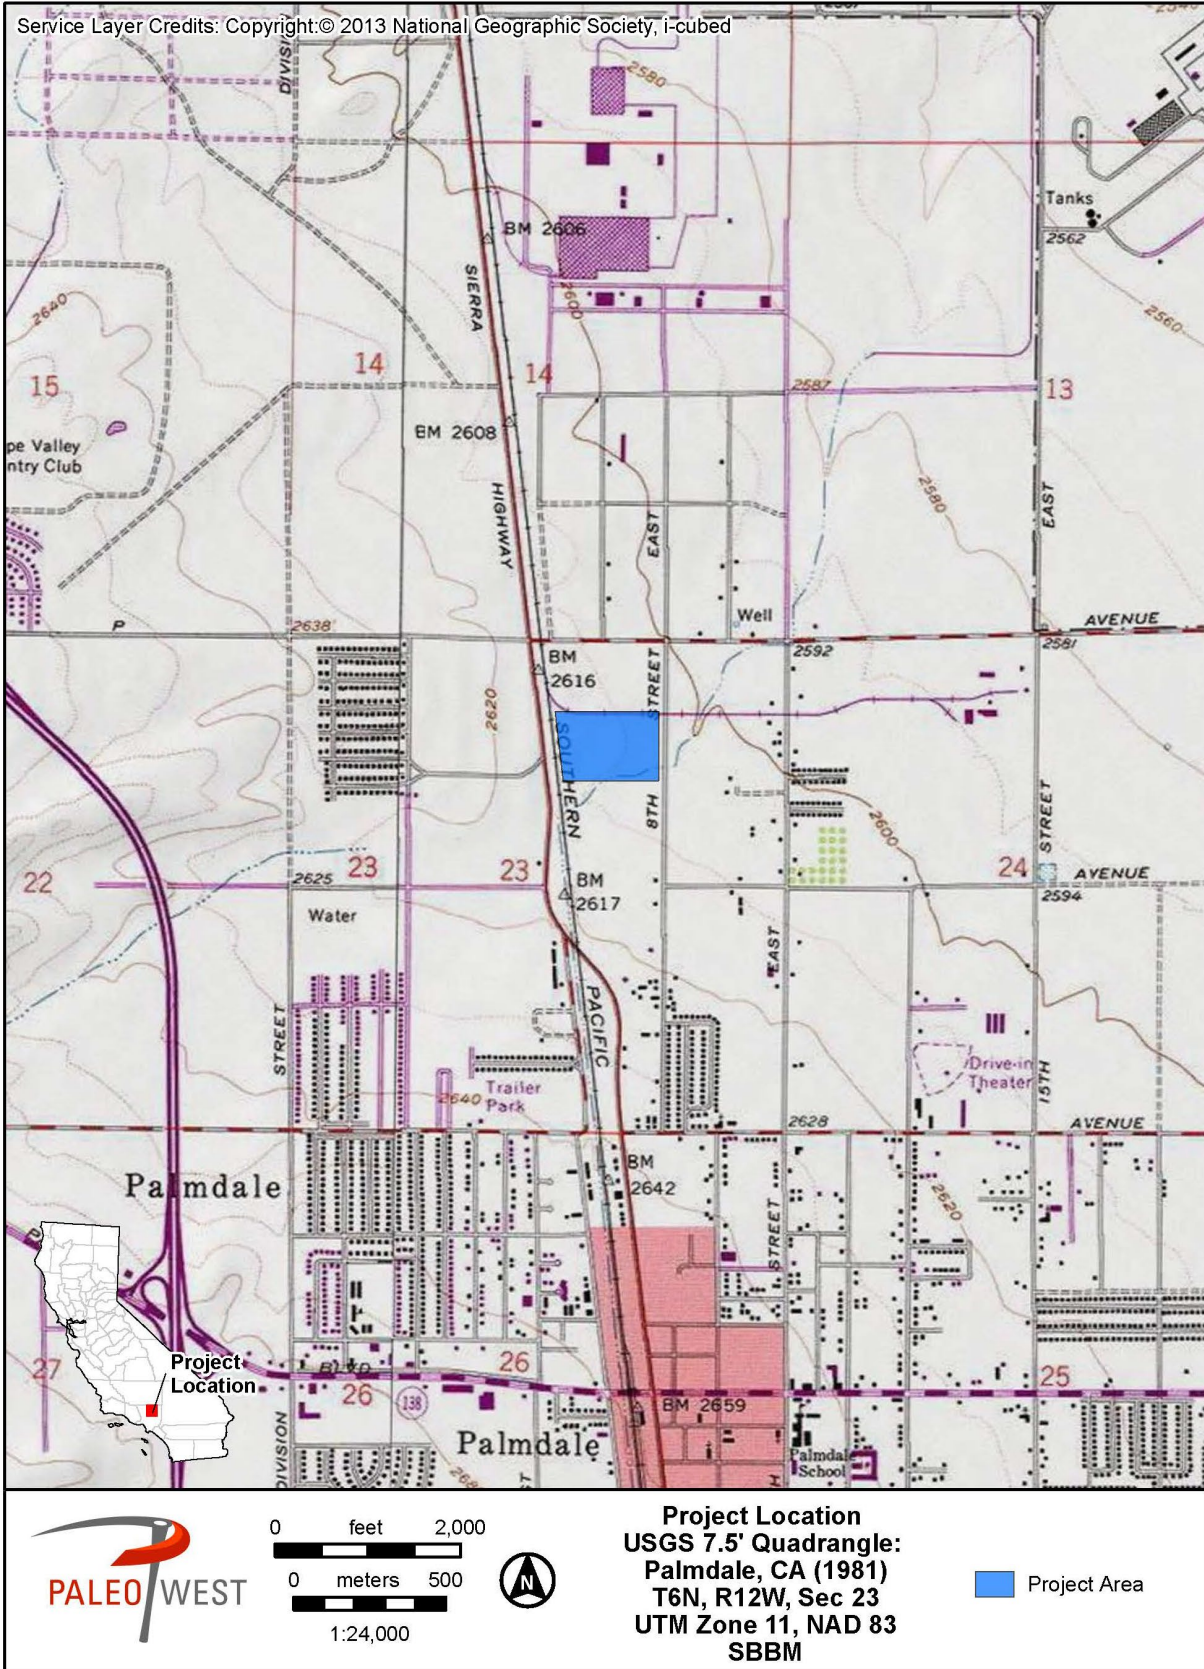 Service Layer Credits: Copyright:© 2013 National Geographic Society, i-cubed
2580
DIVISION
Tanks
2562
BM 2606
SIERRA
2600
2640
2560
14
14
15
2587
13
BM 2608
pe Valley
ntry Club
HIGHWAY
2580
EAST
EAST
Well
P
2638
AVENUE
2592
2581
BM
2616
STREET
2620
SOUTHERN
8TH
2600
STREET
22
23
23
24
2625
BM
2617
AVENUE
2594
Water
EAST
STREET
PACIFIC
Trailer
Park
2640
Drive-in
Theater
15TH
2628
AVENUE
Palmdale
BM
2642
STREET
2620
27
Project
Location
BLVD
26
26
25
138
BM 2659
DIVISION
Palmdale
ST
Palmdale
School
H
0 feet 2,000
0 meters 500
1:24,000
N
PALEO WEST
Project Location
USGS 7.5' Quadrangle:
Palmdale, CA (1981)
T6N, R12W, Sec 23
UTM Zone 11, NAD 83
SBBM
Project Area